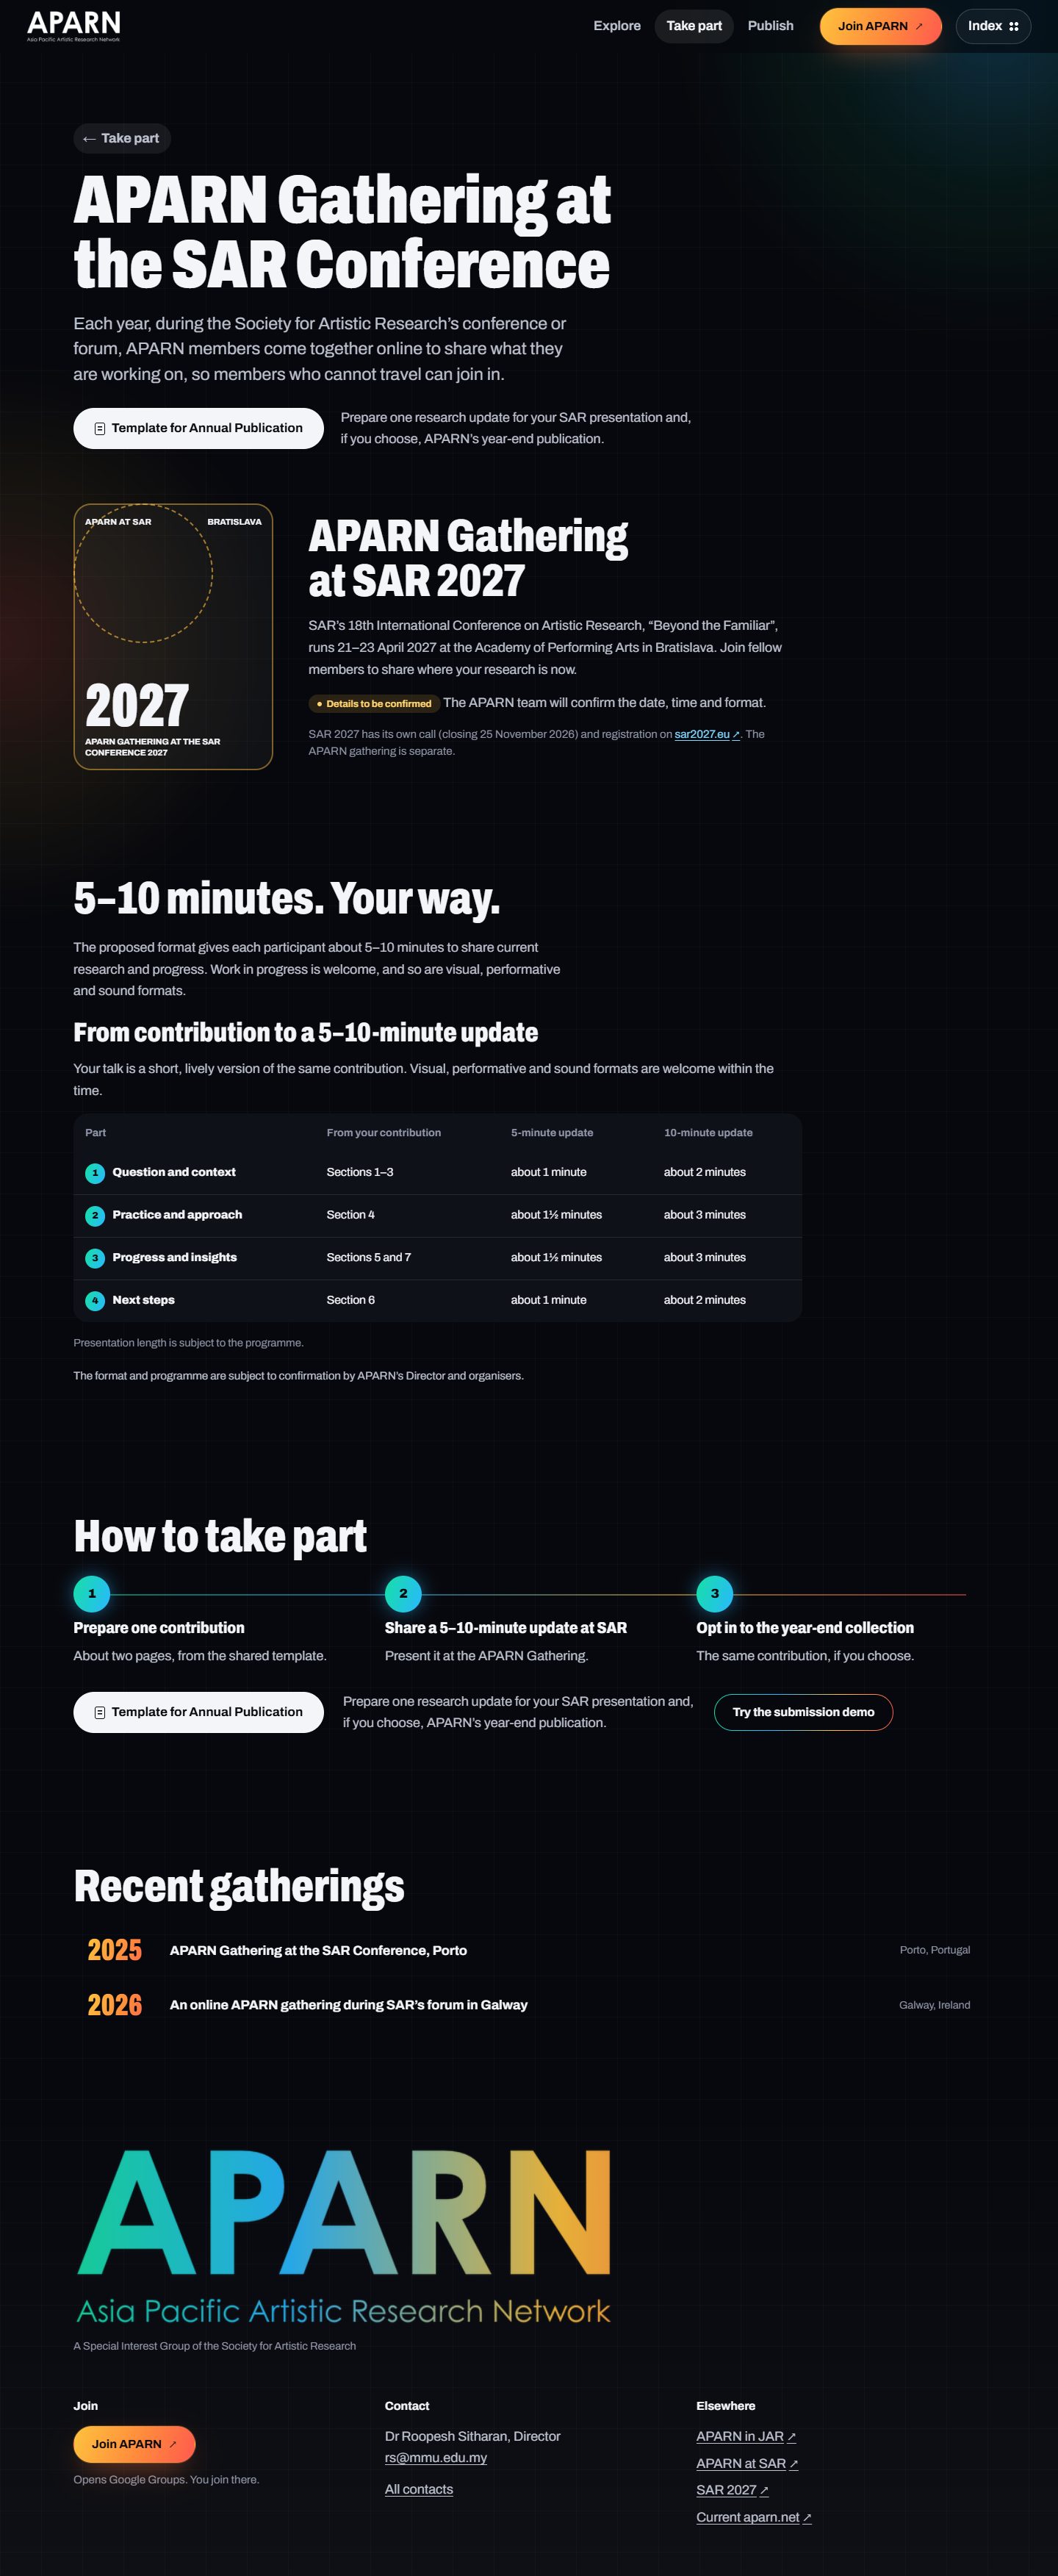 APARN
Asia Pacific Artistic Research Network
Explore
Take part
Publish
Join APARN ↗
Index
← Take part
APARN Gathering at
the SAR Conference
Each year, during the Society for Artistic Research’s conference or
forum, APARN members come together online to share what they
are working on, so members who cannot travel can join in.
Template for Annual Publication
Prepare one research update for your SAR presentation and,
if you choose, APARN’s year-end publication.
APARN AT SAR
BRATISLAVA
2027
APARN GATHERING AT THE SAR
CONFERENCE 2027
APARN Gathering
at SAR 2027
SAR’s 18th International Conference on Artistic Research, “Beyond the Familiar”,
runs 21–23 April 2027 at the Academy of Performing Arts in Bratislava. Join fellow
members to share where your research is now.
Details to be confirmed The APARN team will confirm the date, time and format.
SAR 2027 has its own call (closing 25 November 2026) and registration on sar2027.eu ↗. The
APARN gathering is separate.
5–10 minutes. Your way.
The proposed format gives each participant about 5–10 minutes to share current
research and progress. Work in progress is welcome, and so are visual, performative
and sound formats.
From contribution to a 5–10-minute update
Your talk is a short, lively version of the same contribution. Visual, performative and sound formats are welcome within the
time.
Part From your contribution 5-minute update 10-minute update
1 Question and context Sections 1–3 about 1 minute about 2 minutes
2 Practice and approach Section 4 about 1½ minutes about 3 minutes
3 Progress and insights Sections 5 and 7 about 1½ minutes about 3 minutes
4 Next steps Section 6 about 1 minute about 2 minutes
Presentation length is subject to the programme.
The format and programme are subject to confirmation by APARN’s Director and organisers.
How to take part
1
Prepare one contribution
About two pages, from the shared template.
2
Share a 5–10-minute update at SAR
Present it at the APARN Gathering.
3
Opt in to the year-end collection
The same contribution, if you choose.
Template for Annual Publication
Prepare one research update for your SAR presentation and,
if you choose, APARN’s year-end publication.
Try the submission demo
Recent gatherings
2025 APARN Gathering at the SAR Conference, Porto Porto, Portugal
2026 An online APARN gathering during SAR’s forum in Galway Galway, Ireland
APARN
Asia Pacific Artistic Research Network
A Special Interest Group of the Society for Artistic Research
Join
Join APARN ↗
Opens Google Groups. You join there.
Contact
Dr Roopesh Sitharan, Director
rs@mmu.edu.my
All contacts
Elsewhere
APARN in JAR ↗
APARN at SAR ↗
SAR 2027 ↗
Current aparn.net ↗